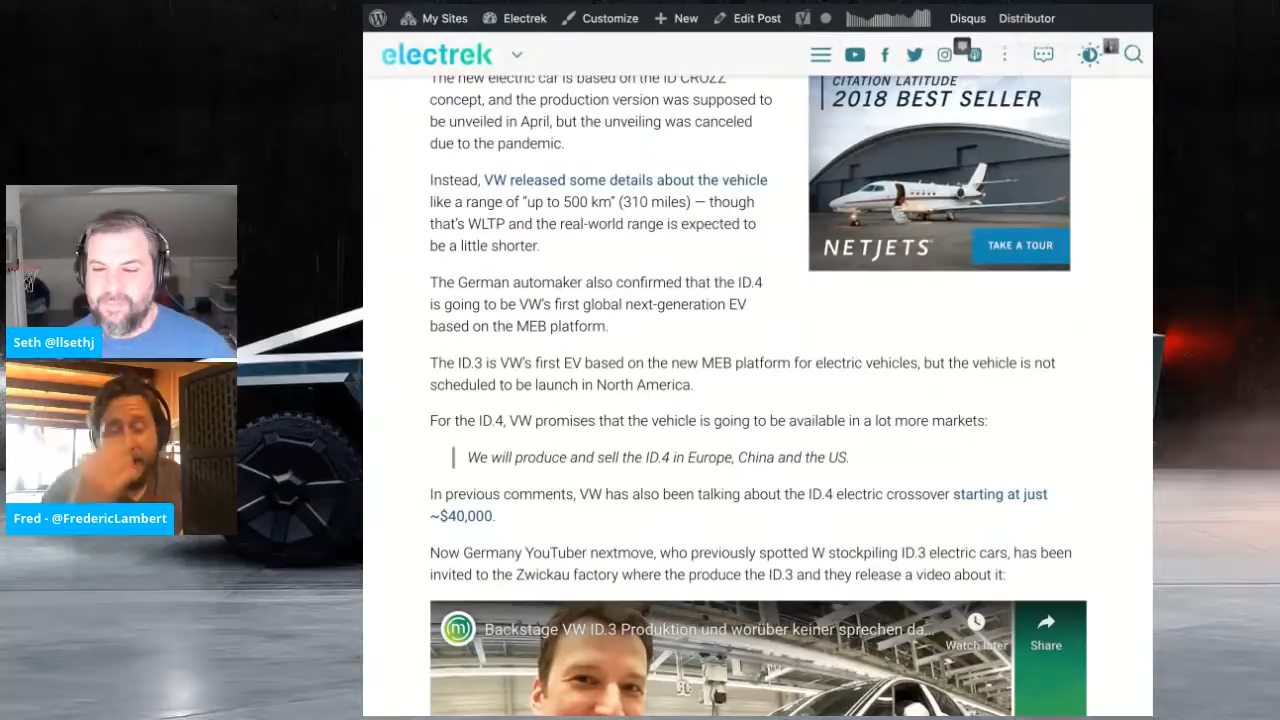 My Sites
Electrek
Customize
New
Edit Post
Disqus
Distributor
electrek
The new electric car is based on the ID CROZZ
concept, and the production version was supposed to
be unveiled in April, but the unveiling was canceled
due to the pandemic.
Instead, VW released some details about the vehicle
like a range of “up to 500 km” (310 miles) — though
that’s WLTP and the real-world range is expected to
be a little shorter.
The German automaker also confirmed that the ID.4
is going to be VW’s first global next-generation EV
based on the MEB platform.
CITATION LATITUDE
2018 BEST SELLER
NETJETS
TAKE A TOUR
The ID.3 is VW’s first EV based on the new MEB platform for electric vehicles, but the vehicle is not
scheduled to be launch in North America.
For the ID.4, VW promises that the vehicle is going to be available in a lot more markets:
We will produce and sell the ID.4 in Europe, China and the US.
In previous comments, VW has also been talking about the ID.4 electric crossover starting at just
~$40,000.
Now Germany YouTuber nextmove, who previously spotted W stockpiling ID.3 electric cars, has been
invited to the Zwickau factory where the produce the ID.3 and they release a video about it:
m
Backstage VW ID.3 Produktion und worüber keiner sprechen da...
Watch later
Share
Seth @llsethj
Fred - @FredericLambert